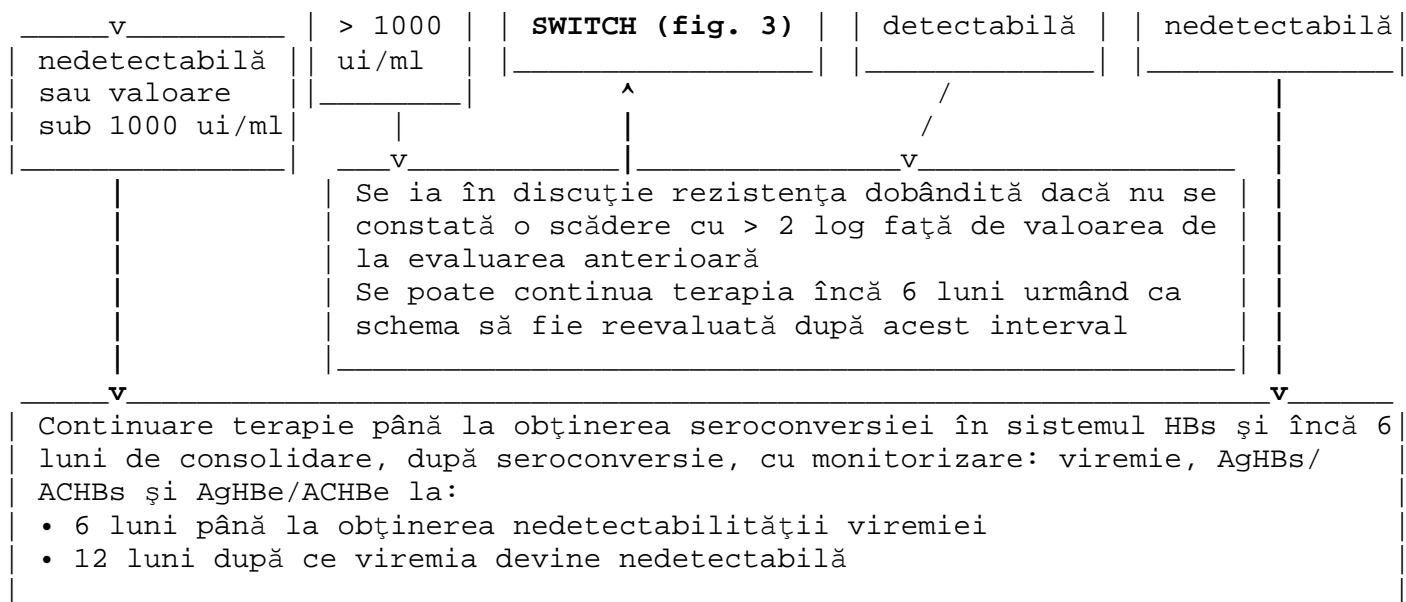 > 1000 SWITCH (fig. 3) detectabilă nedetectabilă
nedetectabilă ui/ml
sau valoare
sub 1000 ui/ml
Se ia în discuţie rezistenţa dobândită dacă nu se
constată o scădere cu > 2 log faţă de valoarea de
la evaluarea anterioară
Se poate continua terapia încă 6 luni urmând ca
schema să fie reevaluată după acest interval
Continuare terapie până la obţinerea seroconversiei în sistemul HBs şi încă 6
luni de consolidare, după seroconversie, cu monitorizare: viremie, AgHBs/
ACHBs şi AgHBe/ACHBe la:
• 6 luni până la obţinerea nedetectabilităţii viremiei
• 12 luni după ce viremia devine nedetectabilă